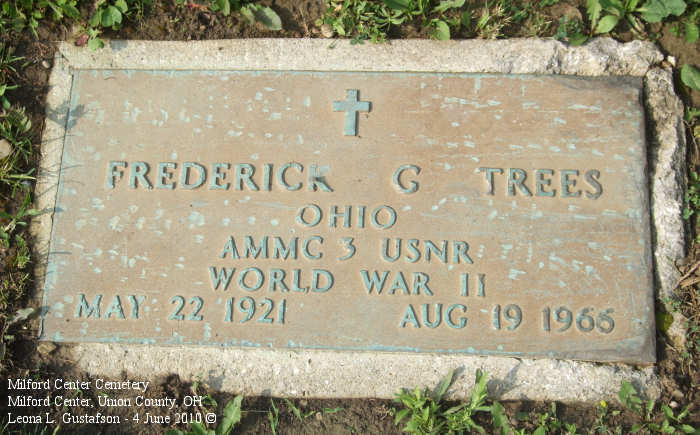 FREDERICK G TREES
OHIO
AMMC 3 USNR
WORLD WAR II
MAY 22 1921 AUG 19 1965
Milford Center Cemetery
Milford Center, Union County, OH
Leona L. Gustafson - 4 June 2010 ©